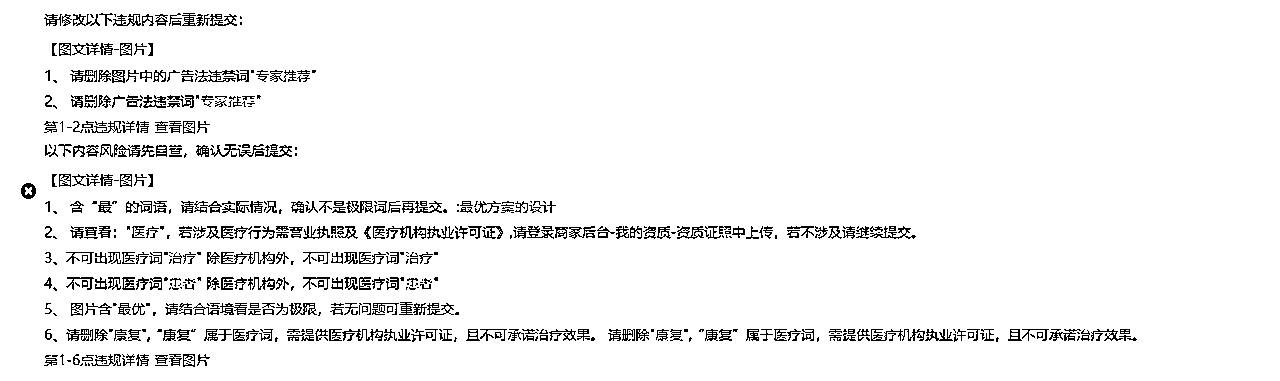 请修改以下违规内容后重新提交：
【图文详情-图片】
1、 请删除图片中的广告法违禁词"专家推荐"
2、 请删除广告法违禁词"专家推荐"
第1-2点违规详情 查看图片
以下内容风险请先自查，确认无误后提交：
【图文详情-图片】
1、 含“最”的词语，请结合实际情况，确认不是极限词后再提交。:最优方案的设计
2、 请查看："医疗"，若涉及医疗行为需营业执照及《医疗机构执业许可证》,请登录商家后台-我的资质-资质证照中上传，若不涉及请继续提交。
3、不可出现医疗词"治疗" 除医疗机构外，不可出现医疗词"治疗"
4、不可出现医疗词"患者" 除医疗机构外，不可出现医疗词"患者"
5、 图片含"最优"，请结合语境看是否为极限，若无问题可重新提交。
6、请删除"康复"，“康复”属于医疗词，需提供医疗机构执业许可证，且不可承诺治疗效果。 请删除"康复"，“康复”属于医疗词，需提供医疗机构执业许可证，且不可承诺治疗效果。
第1-6点违规详情 查看图片